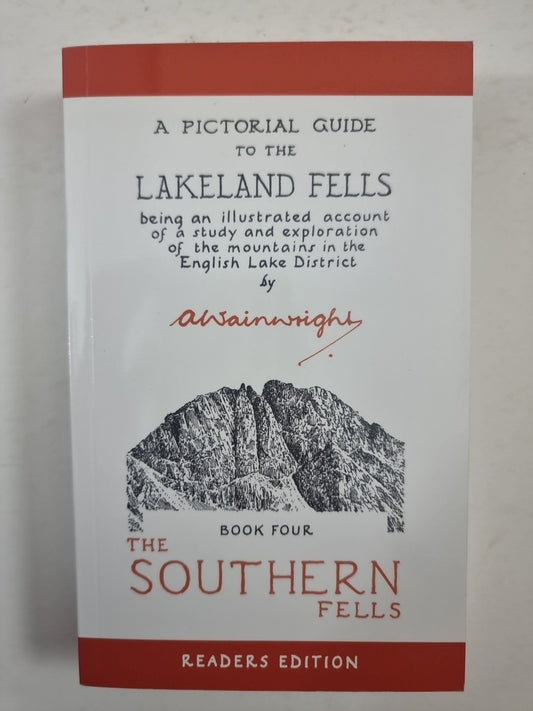 A PICTORIAL GUIDE
TO THE
LAKELAND FELLS
being an illustrated account
of a study and exploration
of the mountains in the
English Lake District
by
AWainwright
BOOK FOUR
THE
SOUTHERN
FELLS
READERS EDITION